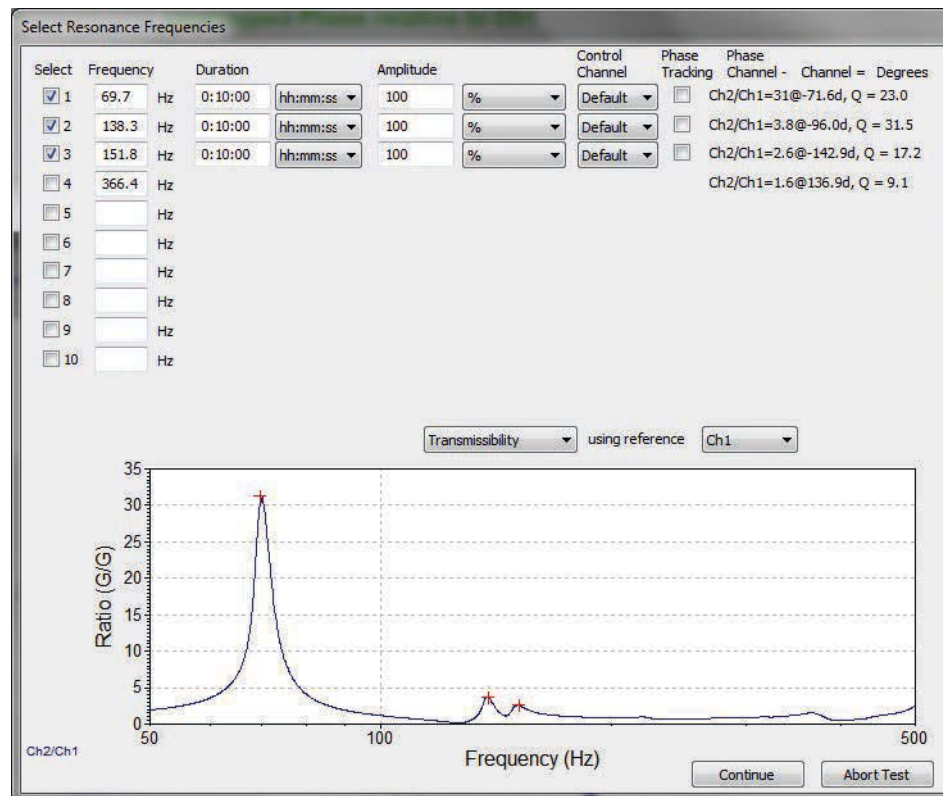 Select Resonance Frequencies
Select Frequency Duration Amplitude Control Channel Phase Tracking Phase Channel - Channel = Degrees
1 69.7 Hz 0:10:00 hh:mm:ss 100 % Default Ch2/Ch1=31@-71.6d, Q = 23.0
2 138.3 Hz 0:10:00 hh:mm:ss 100 % Default Ch2/Ch1=3.8@-96.0d, Q = 31.5
3 151.8 Hz 0:10:00 hh:mm:ss 100 % Default Ch2/Ch1=2.6@-142.9d, Q = 17.2
4 366.4 Hz Ch2/Ch1=1.6@136.9d, Q = 9.1
5 Hz
6 Hz
7 Hz
8 Hz
9 Hz
10 Hz
Transmissibility using reference Ch1
Ratio (G/G)
35
30
25
20
15
10
5
0
50 100 500
Ch2/Ch1
Frequency (Hz)
Continue Abort Test